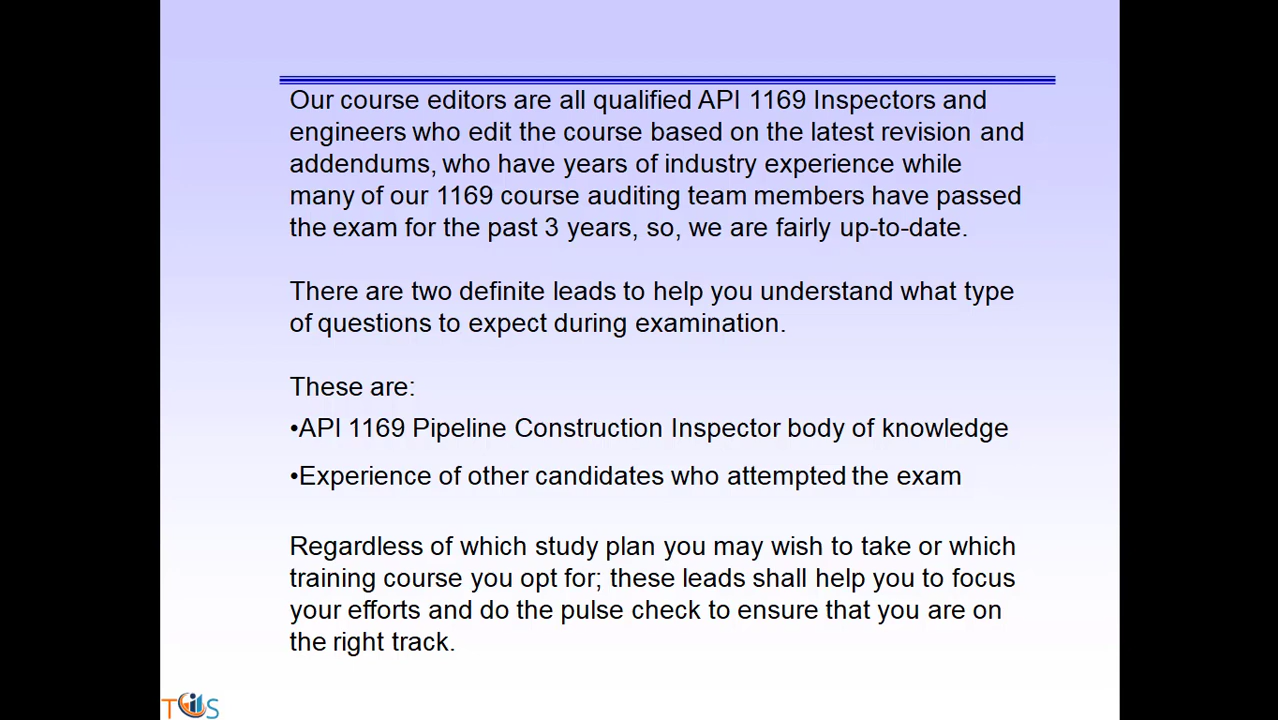 Our course editors are all qualified API 1169 Inspectors and
engineers who edit the course based on the latest revision and
addendums, who have years of industry experience while
many of our 1169 course auditing team members have passed
the exam for the past 3 years, so, we are fairly up-to-date.
There are two definite leads to help you understand what type
of questions to expect during examination.
These are:
•API 1169 Pipeline Construction Inspector body of knowledge
•Experience of other candidates who attempted the exam
Regardless of which study plan you may wish to take or which
training course you opt for; these leads shall help you to focus
your efforts and do the pulse check to ensure that you are on
the right track.